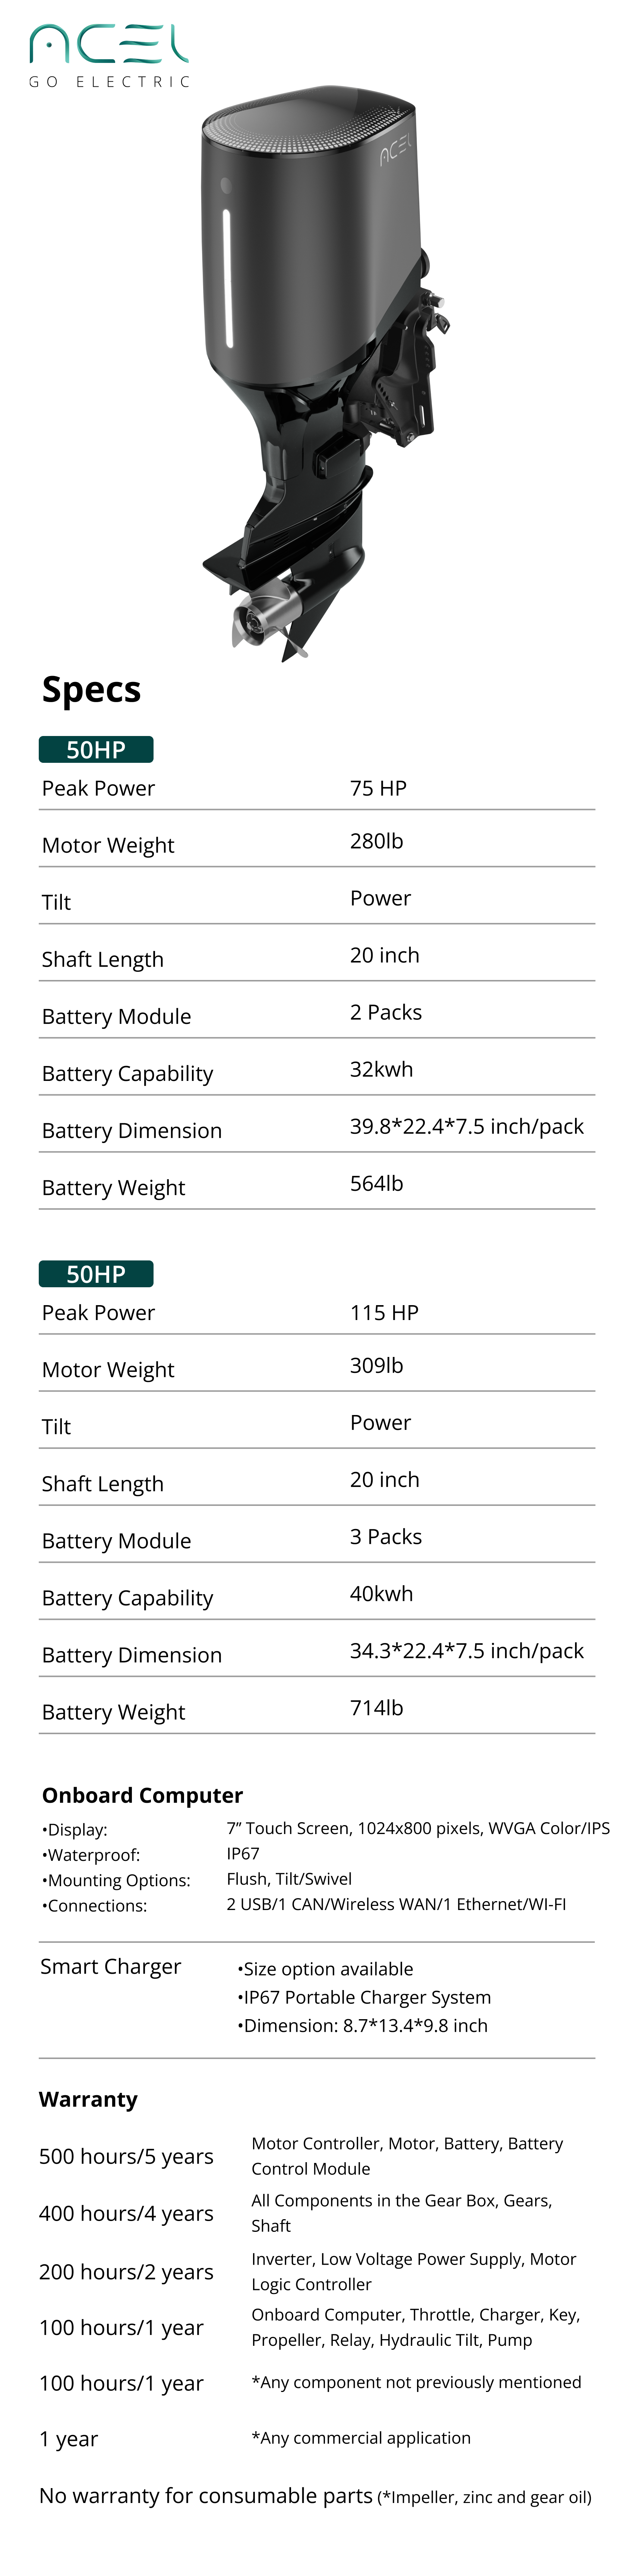 ACEL
GO ELECTRIC
ACEL
Specs
50HP
Peak Power 75 HP
Motor Weight 280lb
Tilt Power
Shaft Length 20 inch
Battery Module 2 Packs
Battery Capability 32kwh
Battery Dimension 39.8*22.4*7.5 inch/pack
Battery Weight 564lb
50HP
Peak Power 115 HP
Motor Weight 309lb
Tilt Power
Shaft Length 20 inch
Battery Module 3 Packs
Battery Capability 40kwh
Battery Dimension 34.3*22.4*7.5 inch/pack
Battery Weight 714lb
Onboard Computer
•Display: 7” Touch Screen, 1024x800 pixels, WVGA Color/IPS
•Waterproof: IP67
•Mounting Options: Flush, Tilt/Swivel
•Connections: 2 USB/1 CAN/Wireless WAN/1 Ethernet/WI-FI
Smart Charger •Size option available
•IP67 Portable Charger System
•Dimension: 8.7*13.4*9.8 inch
Warranty
500 hours/5 years Motor Controller, Motor, Battery, Battery
Control Module
400 hours/4 years All Components in the Gear Box, Gears,
Shaft
200 hours/2 years Inverter, Low Voltage Power Supply, Motor
Logic Controller
100 hours/1 year Onboard Computer, Throttle, Charger, Key,
Propeller, Relay, Hydraulic Tilt, Pump
100 hours/1 year *Any component not previously mentioned
1 year *Any commercial application
No warranty for consumable parts (*Impeller, zinc and gear oil)